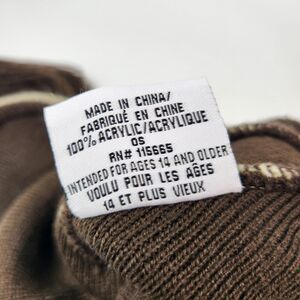 MADE IN CHINA/
FABRIQUÉ EN CHINE
100% ACRYLIC/ACRYLIQUE
OS
RN# 115665
INTENDED FOR AGES 14 AND OLDER
VOULU POUR LES AGES
14 ET PLUS VIEUX